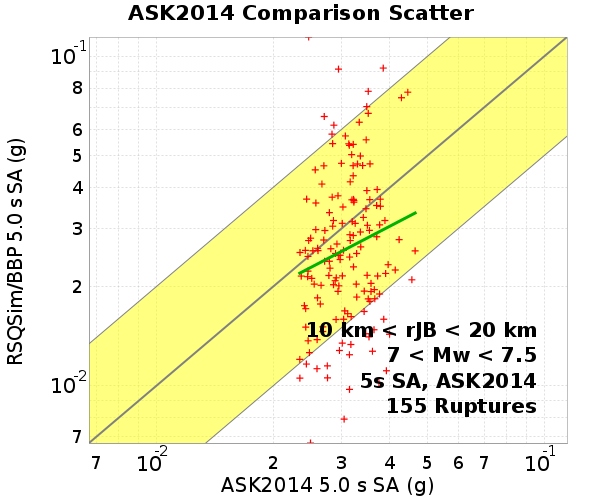 ASK2014 Comparison Scatter
RSQSim/BBP 5.0 s SA (g)
10^-1
8
6
5
4
3
2
10^-2
7
10 km < rJB < 20 km
7 < Mw < 7.5
5s SA, ASK2014
155 Ruptures
7 10^-2 2 3 4 5 6 7 10^-1
ASK2014 5.0 s SA (g)